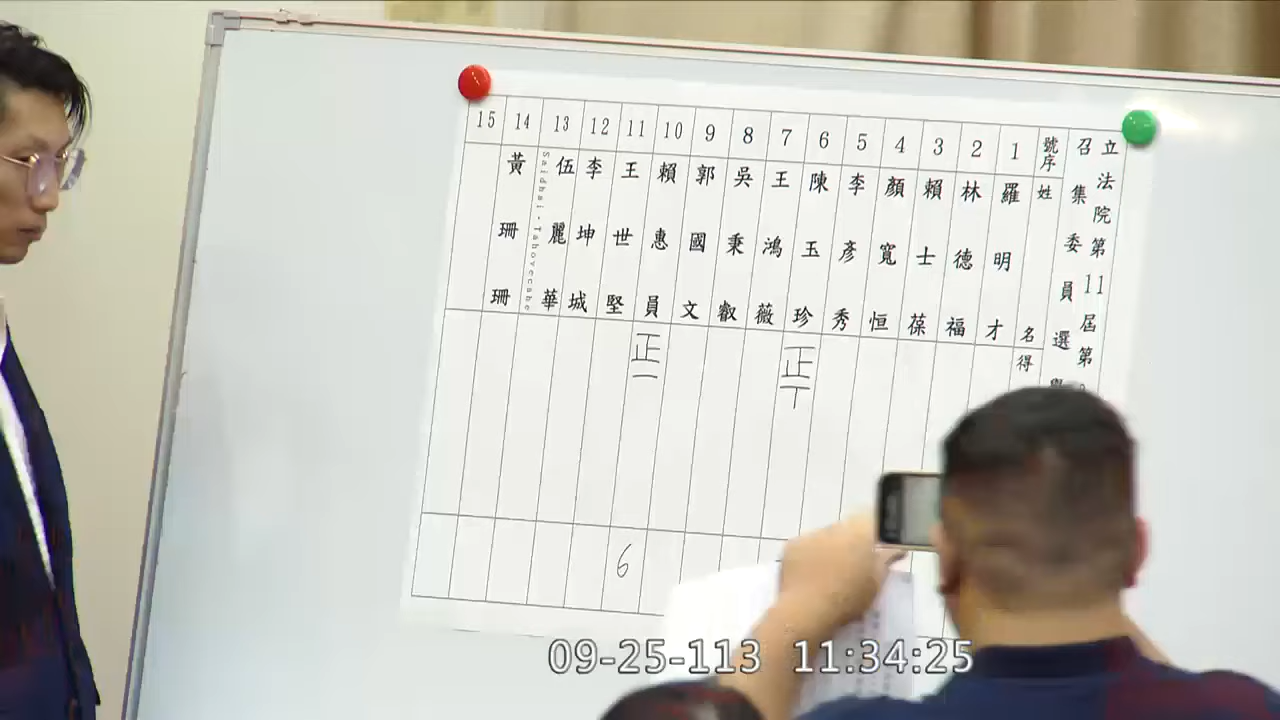 立法院第11屆第
召集委員選
號序 姓名 得
1 羅明才
2 林德福
3 賴士葆
4 顏寬恒
5 李彥秀
6 陳玉珍 正丅
7 王鴻薇
8 吳秉叡
9 郭國文
10 賴惠員 正一 6
11 王世堅
12 李坤城
13 伍麗華 Saidhai‧Tahovecahe
14 黃珊珊
15
09-25-113 11:34:25